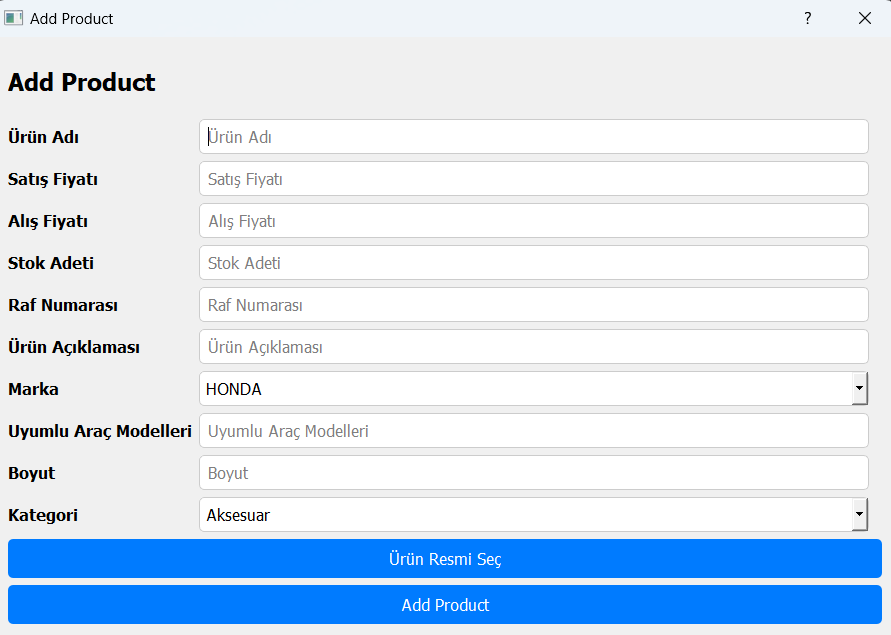 Add Product
?
Add Product
Ürün Adı Ürün Adı
Satış Fiyatı Satış Fiyatı
Alış Fiyatı Alış Fiyatı
Stok Adeti Stok Adeti
Raf Numarası Raf Numarası
Ürün Açıklaması Ürün Açıklaması
Marka HONDA
Uyumlu Araç Modelleri Uyumlu Araç Modelleri
Boyut Boyut
Kategori Aksesuar
Ürün Resmi Seç
Add Product